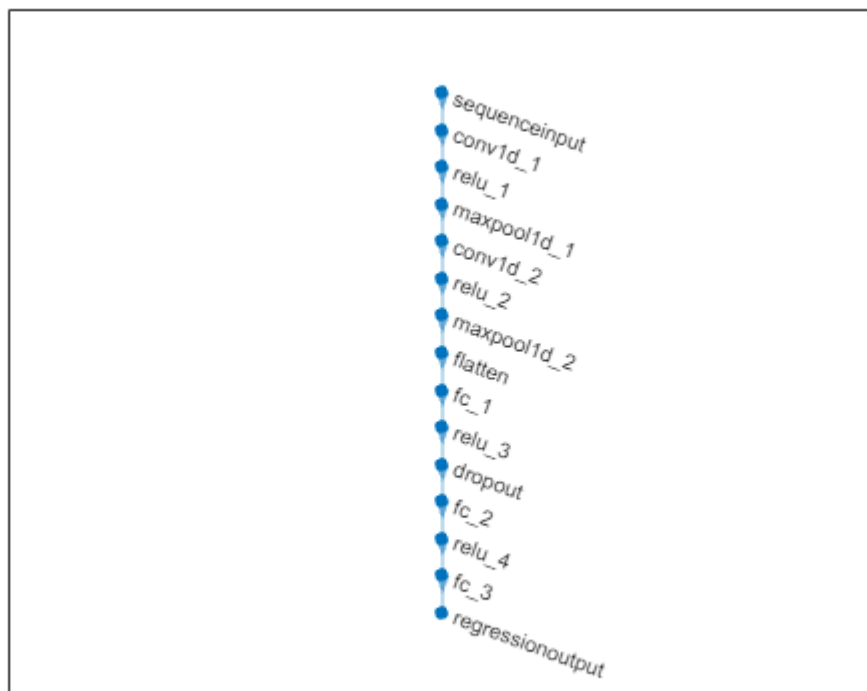 sequenceinput
conv1d_1
relu_1
maxpool1d_1
conv1d_2
relu_2
maxpool1d_2
flatten
fc_1
relu_3
dropout
fc_2
relu_4
fc_3
regressionoutput